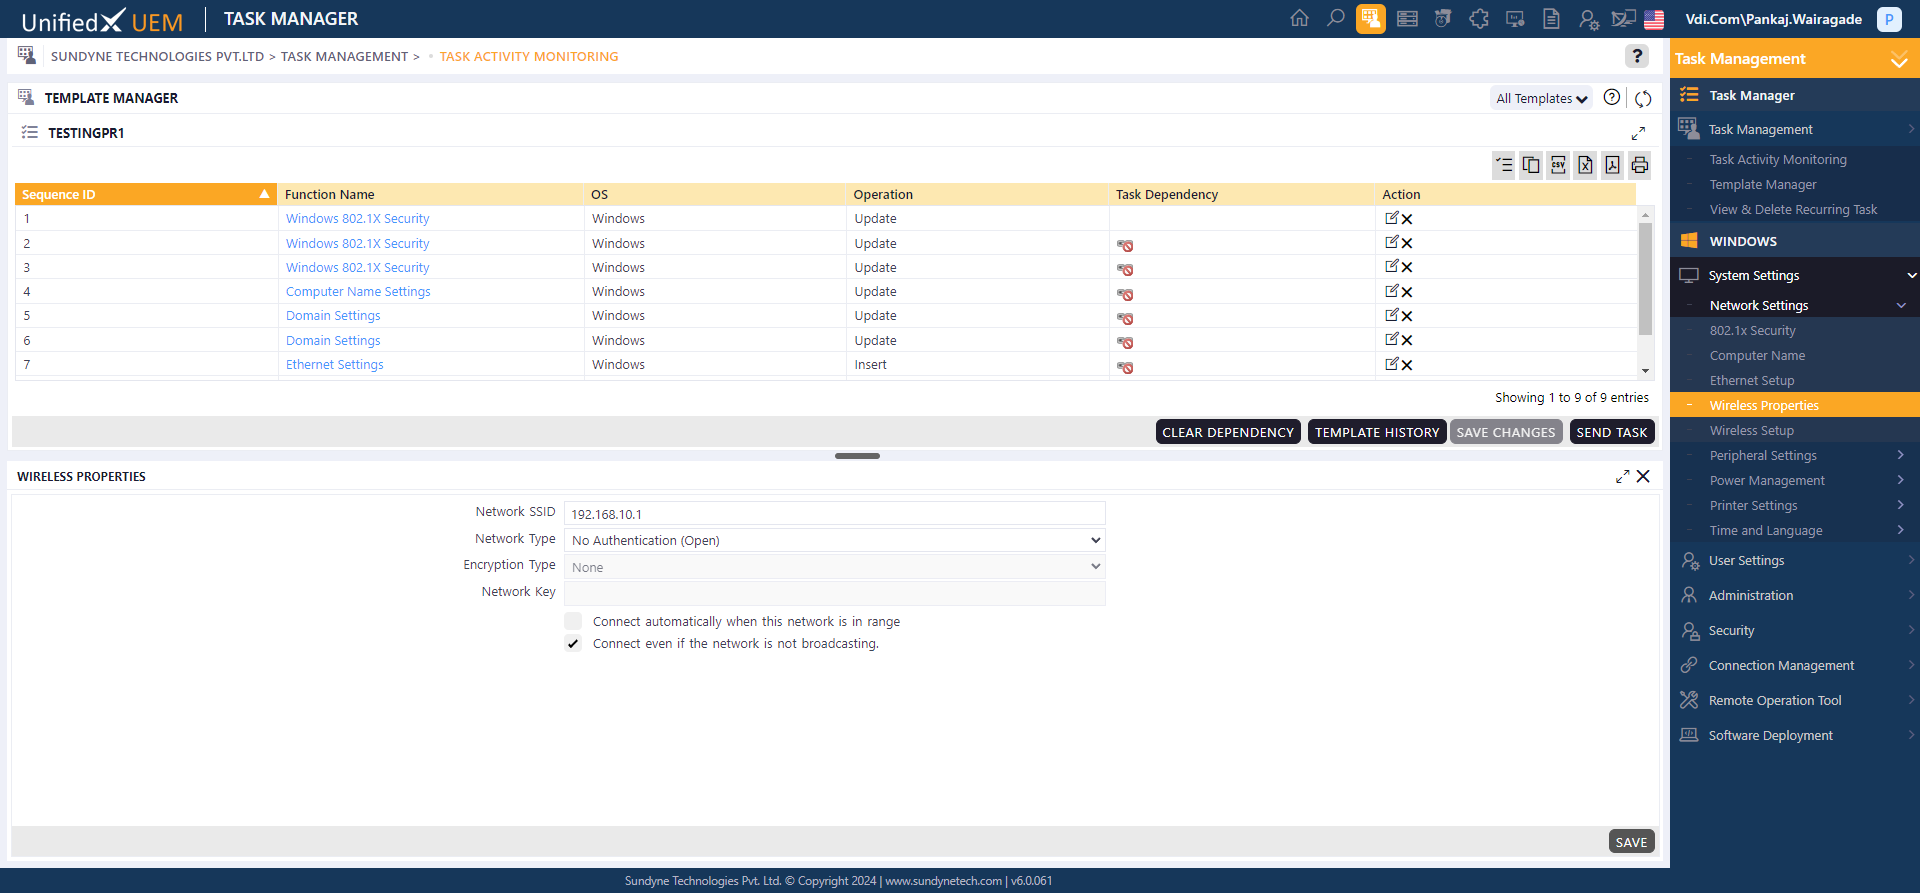 UnifiedX UEM
TASK MANAGER
Vdi.Com\Pankaj.Wairagade
P
SUNDYNE TECHNOLOGIES PVT.LTD > TASK MANAGEMENT > TASK ACTIVITY MONITORING
?
TEMPLATE MANAGER
All Templates
?
TESTINGPR1
CSV
Sequence ID Function Name OS Operation Task Dependency Action
1 Windows 802.1X Security Windows Update
2 Windows 802.1X Security Windows Update
3 Windows 802.1X Security Windows Update
4 Computer Name Settings Windows Update
5 Domain Settings Windows Update
6 Domain Settings Windows Update
7 Ethernet Settings Windows Insert
Showing 1 to 9 of 9 entries
CLEAR DEPENDENCY TEMPLATE HISTORY SAVE CHANGES SEND TASK
WIRELESS PROPERTIES
Network SSID 192.168.10.1
Network Type No Authentication (Open)
Encryption Type None
Network Key
Connect automatically when this network is in range
Connect even if the network is not broadcasting.
SAVE
Task Management
Task Manager
Task Management
Task Activity Monitoring
Template Manager
View & Delete Recurring Task
WINDOWS
System Settings
Network Settings
802.1x Security
Computer Name
Ethernet Setup
Wireless Properties
Wireless Setup
Peripheral Settings
Power Management
Printer Settings
Time and Language
User Settings
Administration
Security
Connection Management
Remote Operation Tool
Software Deployment
Sundyne Technologies Pvt. Ltd. © Copyright 2024 | www.sundynetech.com | v6.0.061